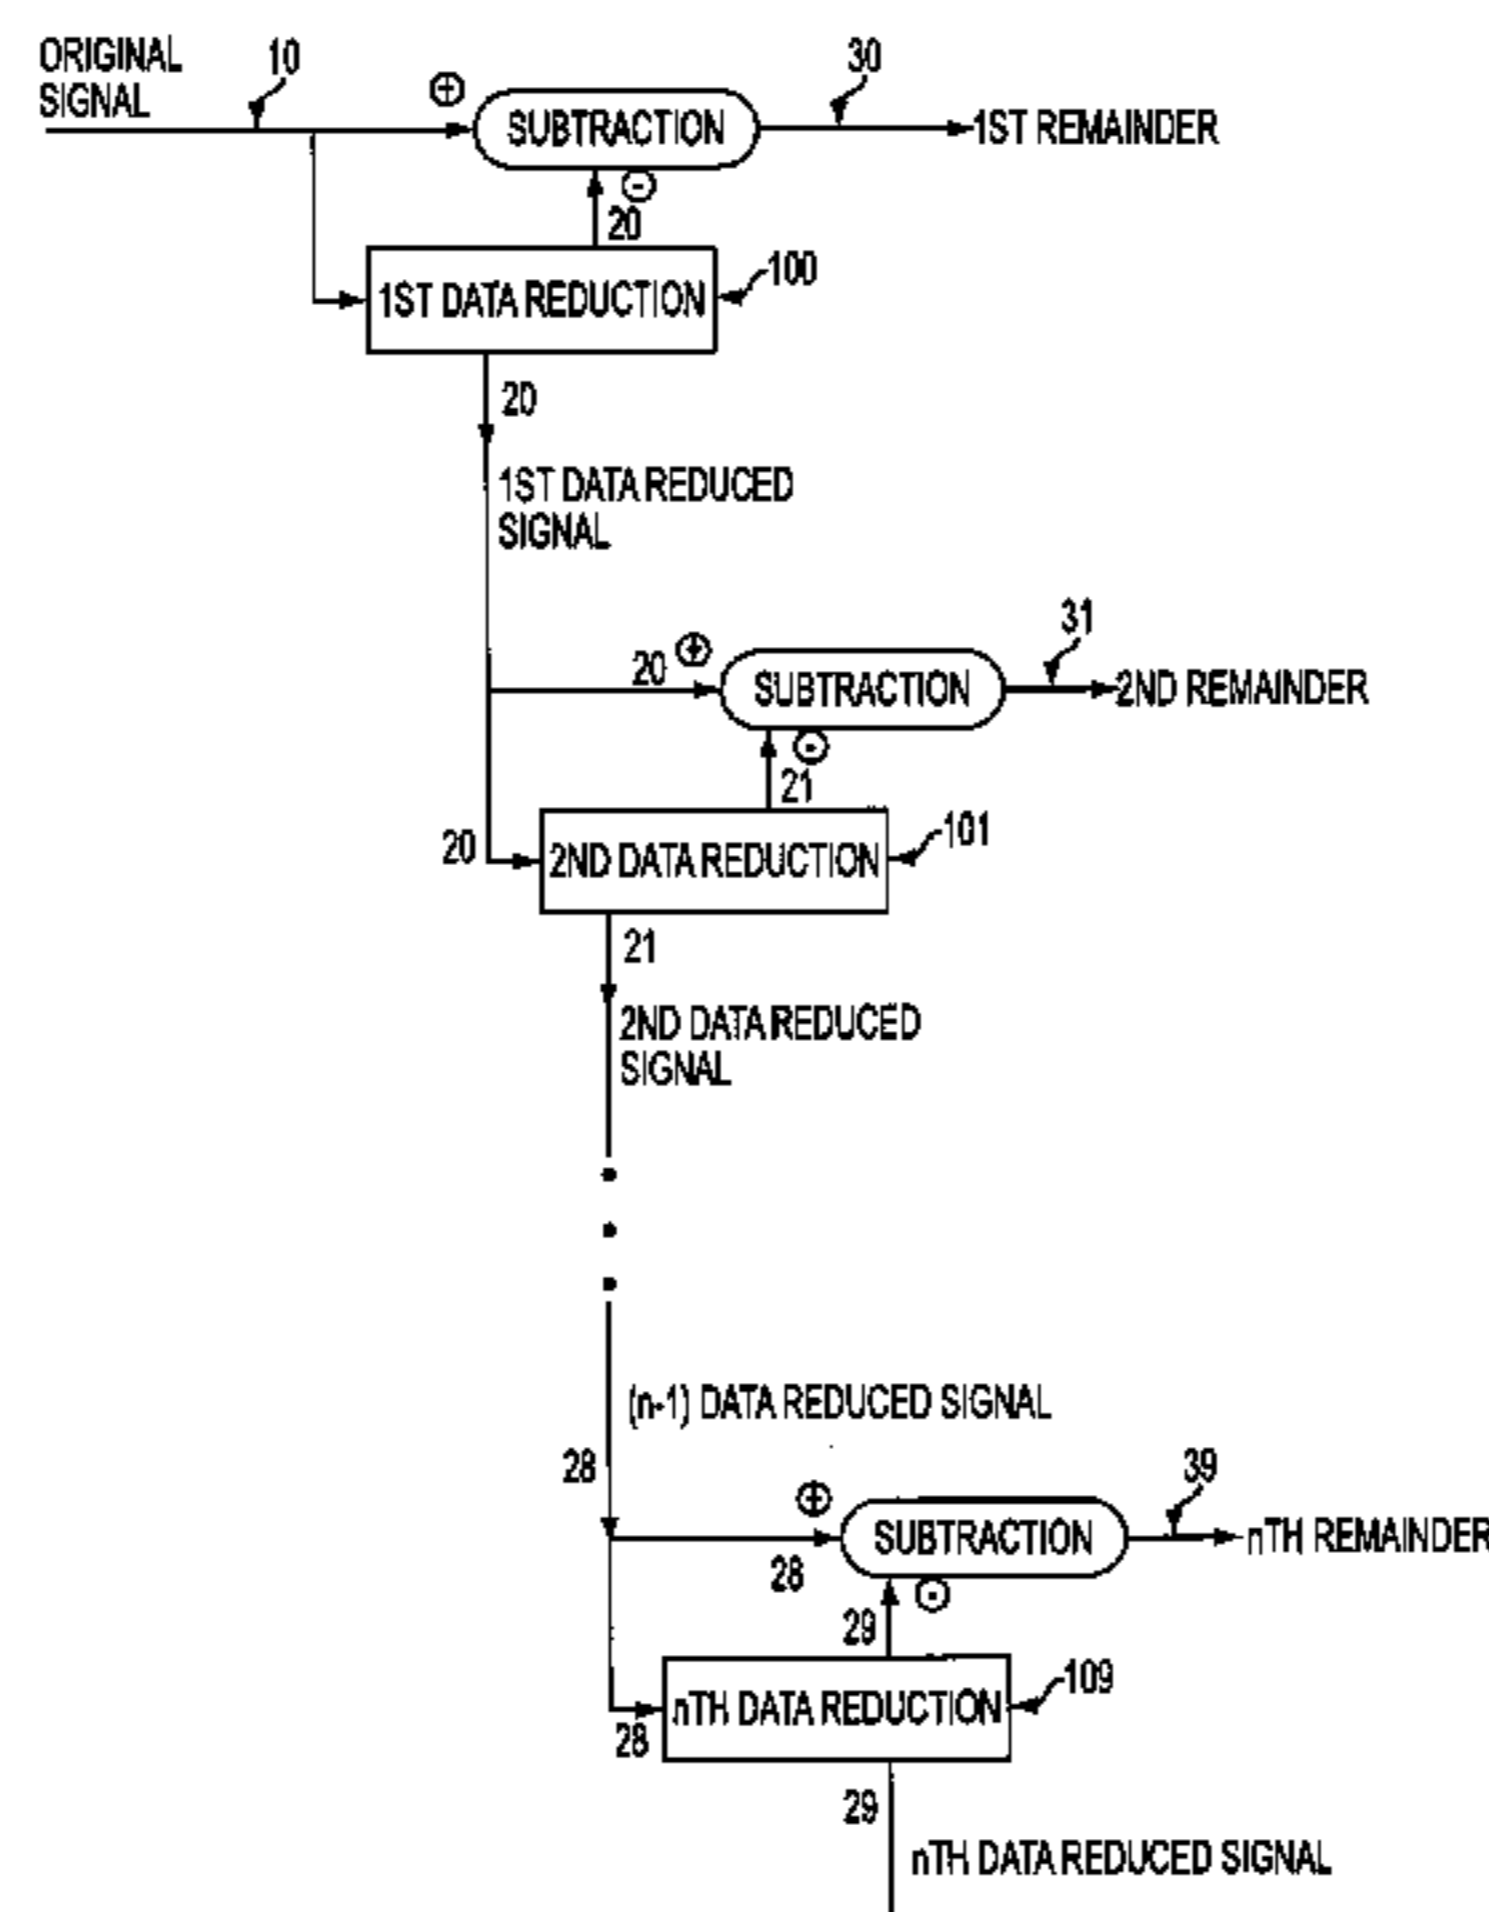 ORIGINAL
SIGNAL
10
+
SUBTRACTION
30
1ST REMAINDER
-
20
1ST DATA REDUCTION
100
20
1ST DATA REDUCED
SIGNAL
20
+
SUBTRACTION
31
2ND REMAINDER
-
21
20
2ND DATA REDUCTION
101
21
2ND DATA REDUCED
SIGNAL
(n-1) DATA REDUCED SIGNAL
28
+
28
SUBTRACTION
39
nTH REMAINDER
-
29
28
nTH DATA REDUCTION
109
29
nTH DATA REDUCED SIGNAL